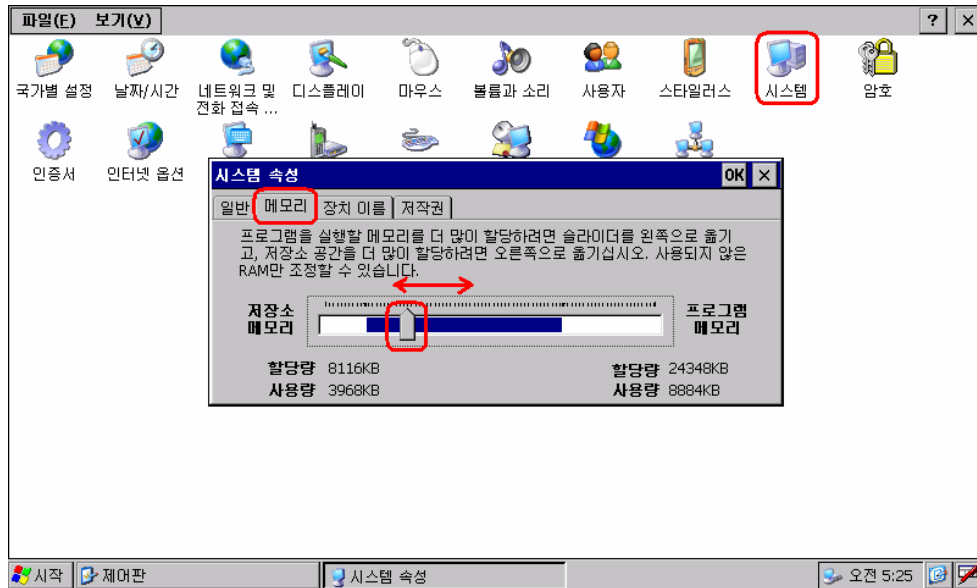 파일(F) 보기(V)
? ×
국가별 설정 날짜/시간 네트워크 및 전화 접속 ... 디스플레이 마우스 볼륨과 소리 사용자 스타일러스 시스템 암호
인증서 인터넷 옵션
시스템 속성 OK ×
일반 메모리 장치 이름 저작권
프로그램을 실행할 메모리를 더 많이 할당하려면 슬라이더를 왼쪽으로 옮기
고, 저장소 공간을 더 많이 할당하려면 오른쪽으로 옮기십시오. 사용되지 않은
RAM만 조정할 수 있습니다.
저장소 메모리
프로그램 메모리
할당량 8116KB 할당량 24348KB
사용량 3968KB 사용량 8884KB
시작 제어판 시스템 속성 오전 5:25